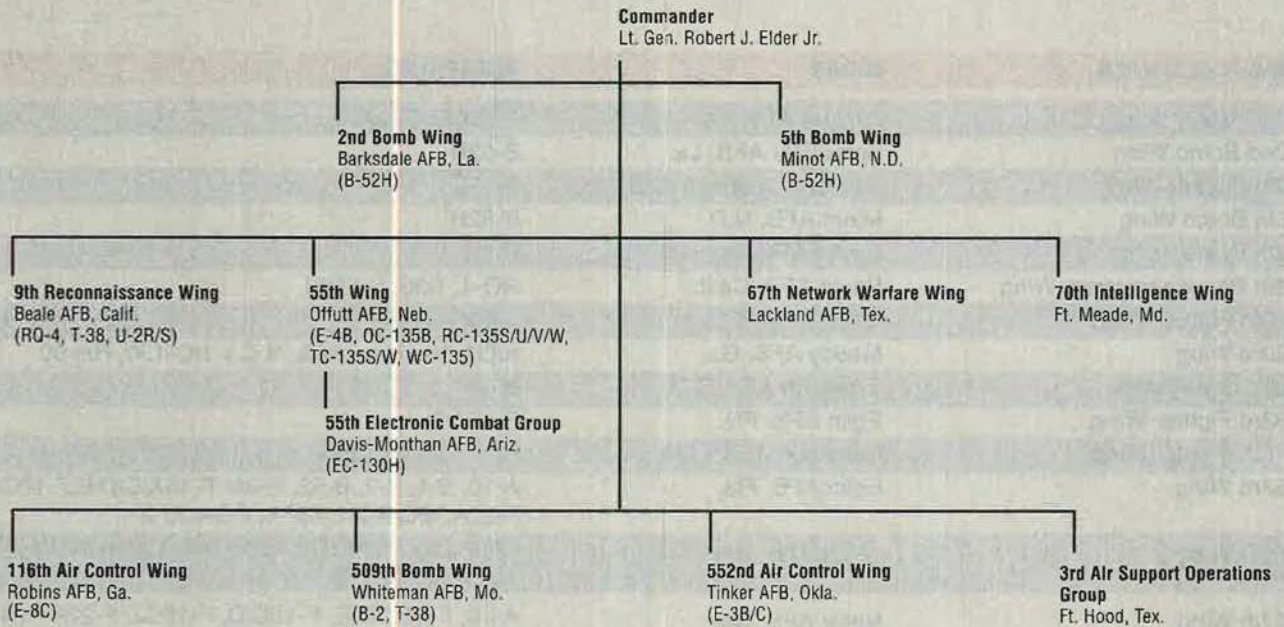 Commander
Lt. Gen. Robert J. Elder Jr.
2nd Bomb Wing
Barksdale AFB, La.
(B-52H)
5th Bomb Wing
Minot AFB, N.D.
(B-52H)
9th Reconnaissance Wing
Beale AFB, Calif.
(RQ-4, T-38, U-2R/S)
55th Wing
Offutt AFB, Neb.
(E-4B, OC-135B, RC-135S/U/V/W,
TC-135S/W, WC-135)
67th Network Warfare Wing
Lackland AFB, Tex.
70th Intelligence Wing
Ft. Meade, Md.
55th Electronic Combat Group
Davis-Monthan AFB, Ariz.
(EC-130H)
116th Air Control Wing
Robins AFB, Ga.
(E-8C)
509th Bomb Wing
Whiteman AFB, Mo.
(B-2, T-38)
552nd Air Control Wing
Tinker AFB, Okla.
(E-3B/C)
3rd Air Support Operations
Group
Ft. Hood, Tex.